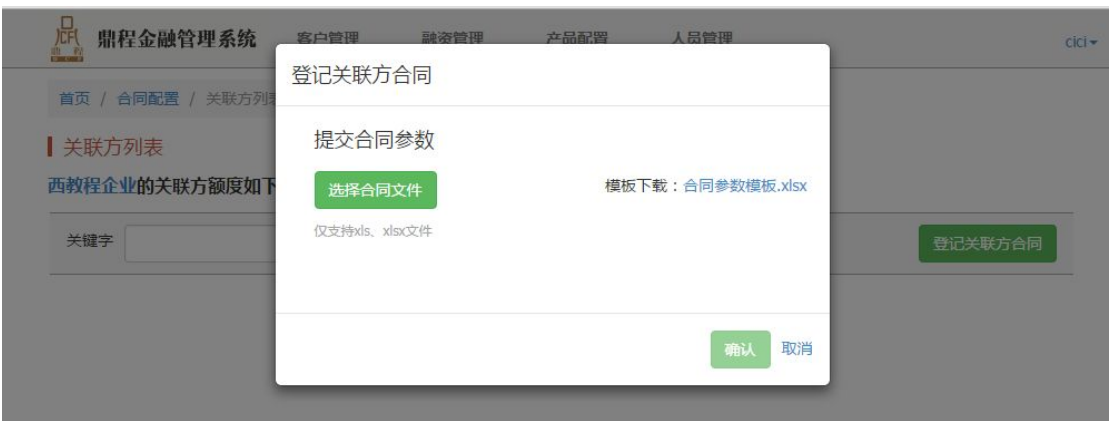 鼎程金融管理系统 客户管理 融资管理 产品配置 人员管理 cici
登记关联方合同
首页 / 合同配置 / 关联方列表
关联方列表
提交合同参数
西教程企业的关联方额度如下
选择合同文件 模板下载：合同参数模板.xlsx
仅支持xls、xlsx文件
关键字 登记关联方合同
确认 取消